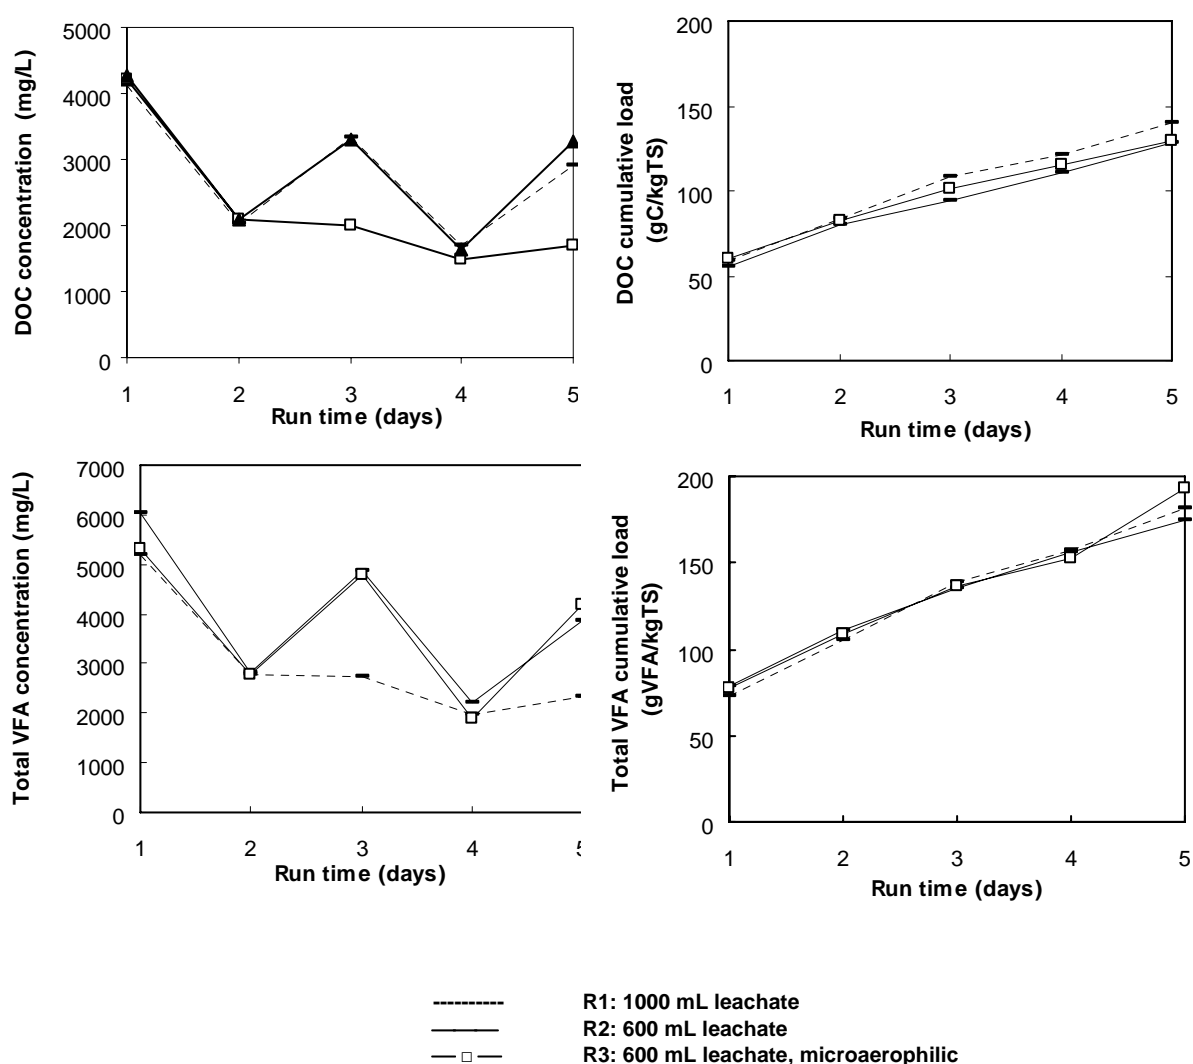 DOC concentration (mg/L)
5000
4000
3000
2000
1000
0
1 2 3 4 5
Run time (days)
DOC cumulative load
(gC/kgTS)
200
150
100
50
0
1 2 3 4 5
Run time (days)
Total VFA concentration (mg/L)
7000
6000
5000
4000
3000
2000
1000
0
1 2 3 4
Run time (days)
Total VFA cumulative load
(gVFA/kgTS)
200
150
100
50
0
1 2 3 4 5
Run time (days)
R1: 1000 mL leachate
R2: 600 mL leachate
R3: 600 mL leachate, microaerophilic